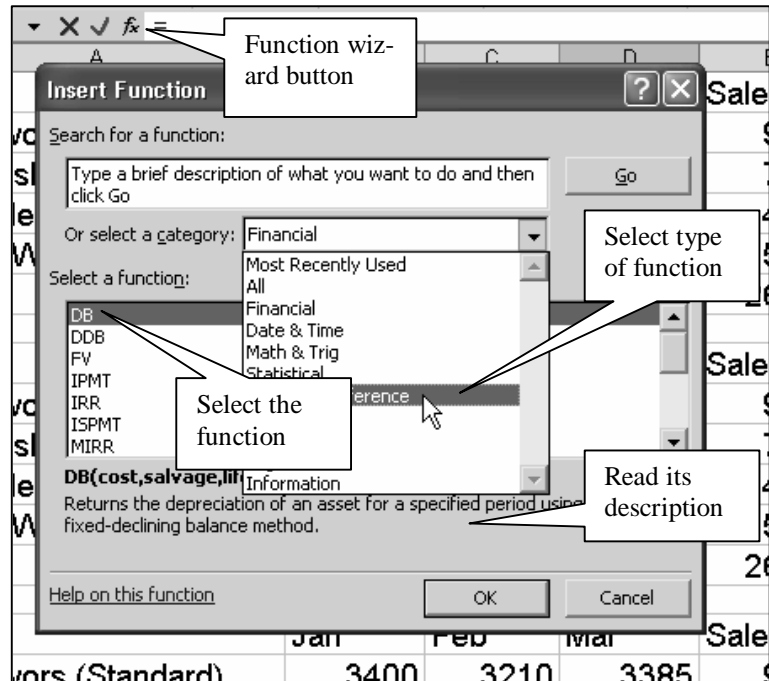 fx =
Function wiz-
ard button
A C D
Insert Function
Sale
Search for a function:
Type a brief description of what you want to do and then
click Go
Go
Or select a category: Financial
Select type
of function
Most Recently Used
All
Financial
Date & Time
Math & Trig
Statistical
erence
Information
Select a function:
DB
DDB
FV
IPMT
IRR
ISPMT
MIRR
Select the
function
Sale
DB(cost,salvage,lif
Returns the depreciation of an asset for a specified period using
fixed-declining balance method.
Read its
description
26
Help on this function
OK
Cancel
Jan Feb Mar Sale
vors (Standard) 3400 3210 3385